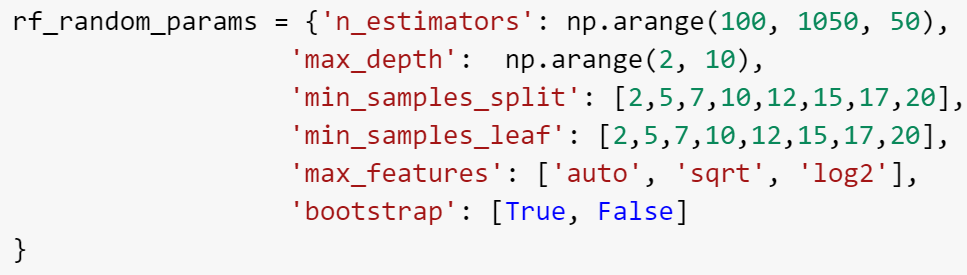 rf_random_params = {'n_estimators': np.arange(100, 1050, 50),
'max_depth':  np.arange(2, 10),
'min_samples_split': [2,5,7,10,12,15,17,20],
'min_samples_leaf': [2,5,7,10,12,15,17,20],
'max_features': ['auto', 'sqrt', 'log2'],
'bootstrap': [True, False]
}